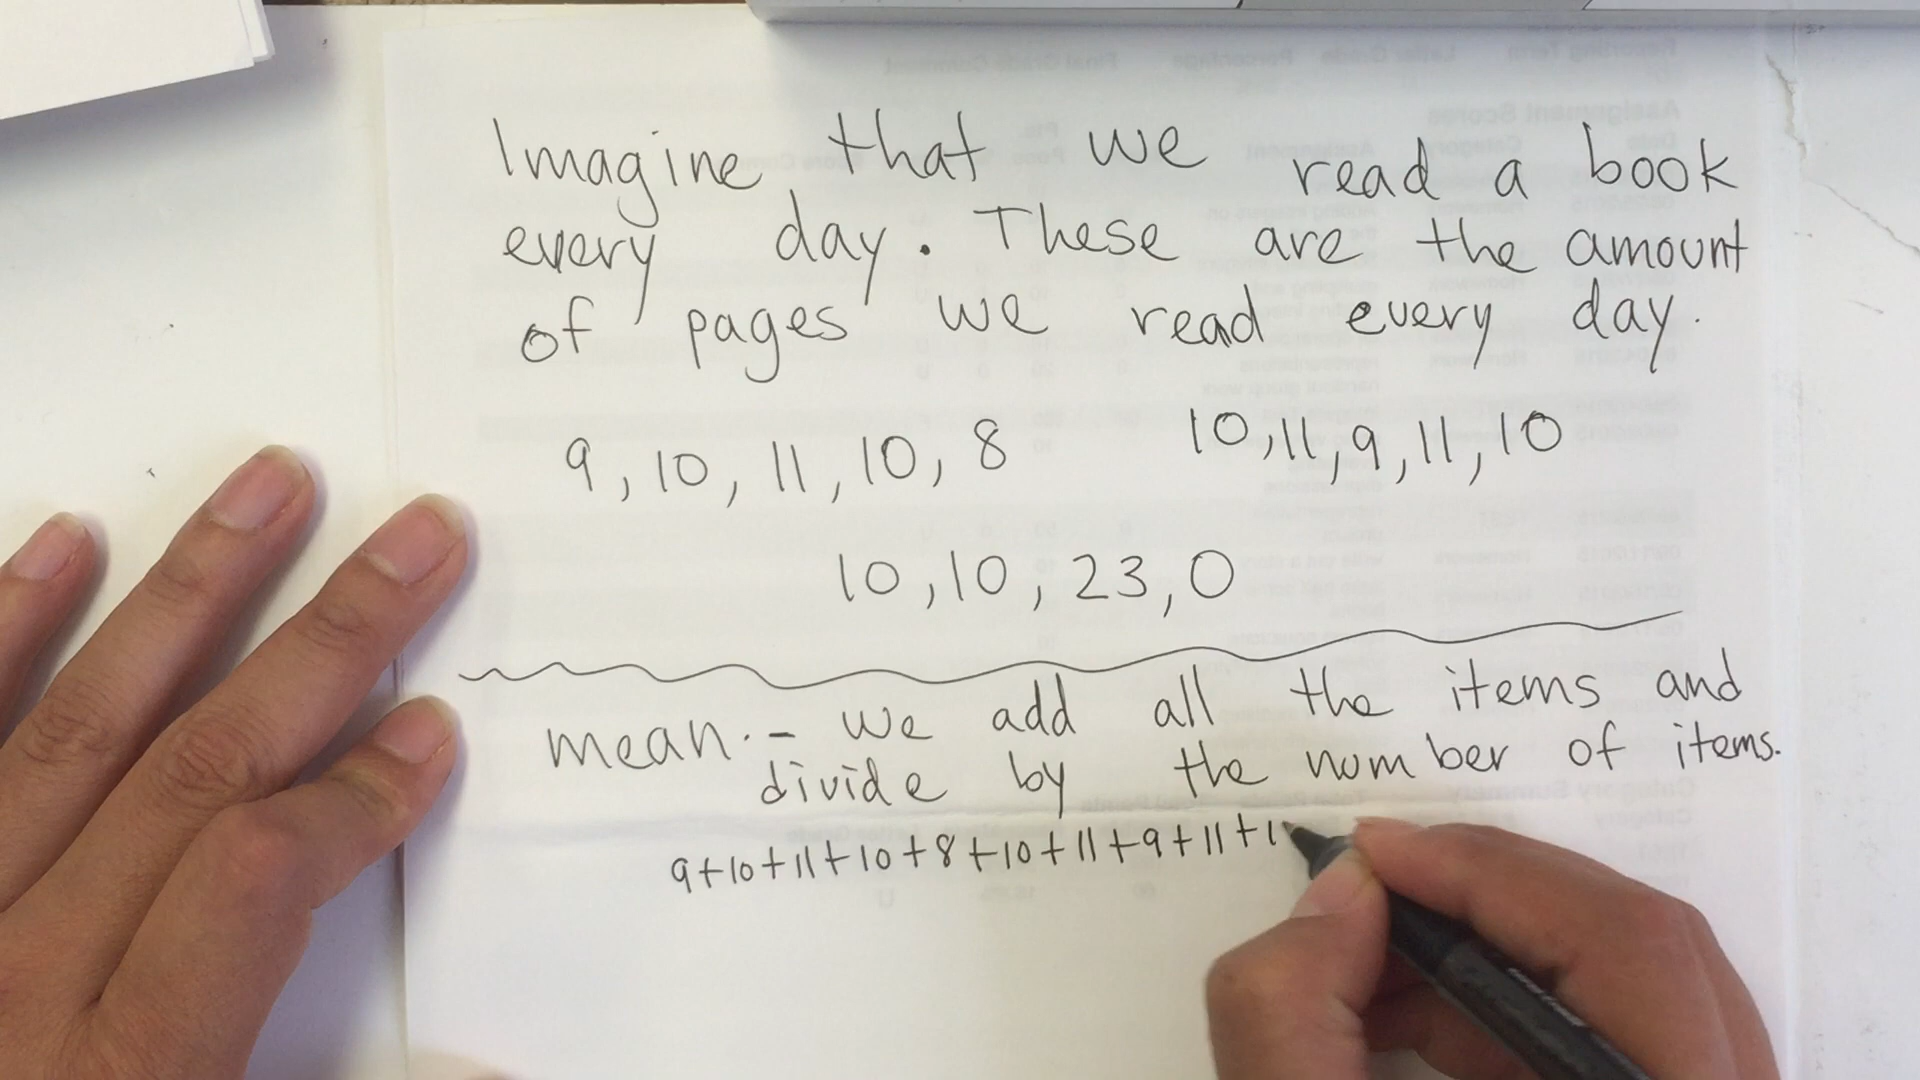 Imagine that we read a book
every day. These are the amount
of pages we read every day.
9, 10, 11, 10, 8
10, 11, 9, 11, 10
10, 10, 23, 0
mean. - we add all the items and
divide by the number of items.
9+10+11+10+8+10+11+9+11+1